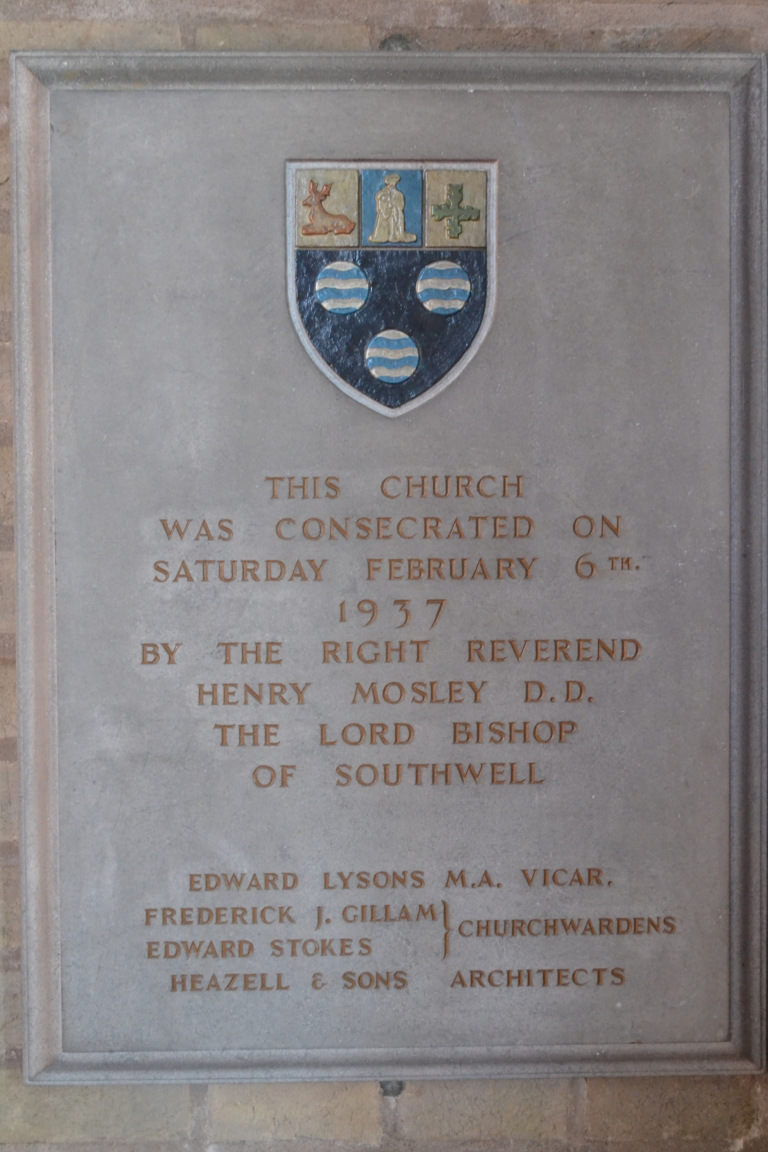 THIS CHURCH
WAS CONSECRATED ON
SATURDAY FEBRUARY 6TH.
1937
BY THE RIGHT REVEREND
HENRY MOSLEY D.D.
THE LORD BISHOP
OF SOUTHWELL
EDWARD LYSONS M.A. VICAR.
FREDERICK J. GILLAM
EDWARD STOKES
} CHURCHWARDENS
HEAZELL & SONS ARCHITECTS